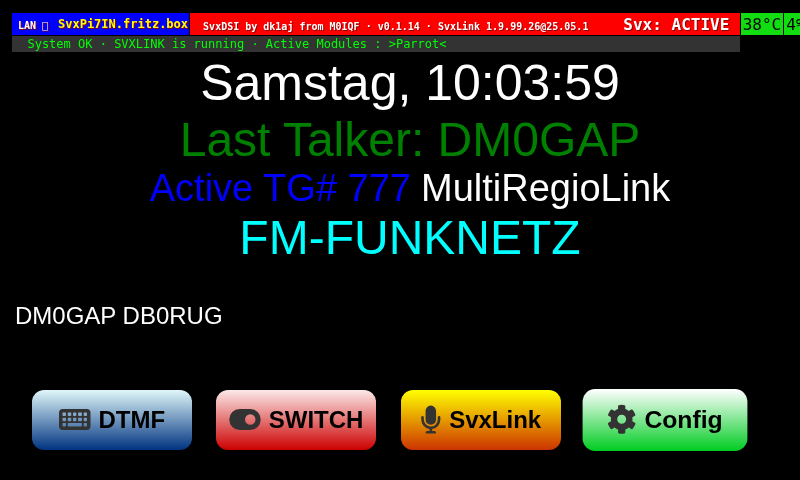 LAN SvxPi7IN.fritz.box SvxDSI by dk1aj from M0IQF · v0.1.14 · SvxLink 1.9.99.26@25.05.1 Svx: ACTIVE 38°C
System OK · SVXLINK is running · Active Modules : >Parrot<
Samstag, 10:03:59
Last Talker: DM0GAP
Active TG# 777 MultiRegioLink
FM-FUNKNETZ
DM0GAP DB0RUG
DTMF SWITCH SvxLink Config